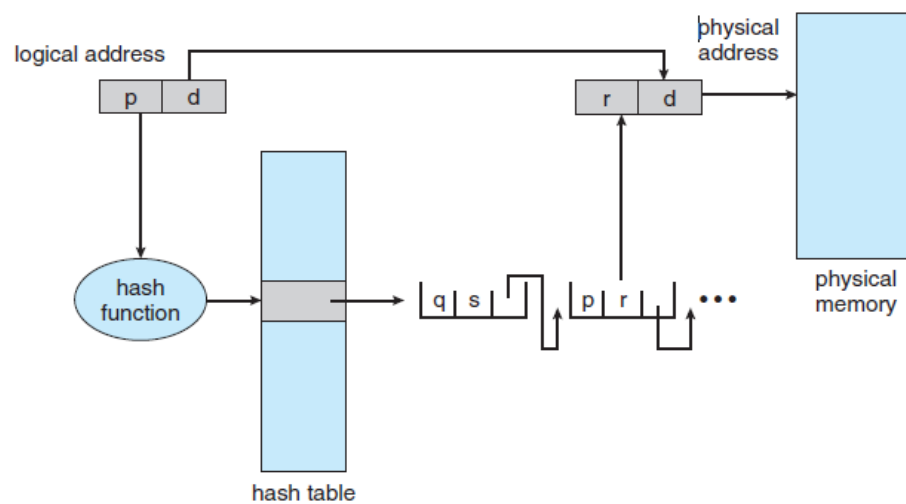 logical address
physical
address
p d
r d
hash
function
q s
p r
•••
physical
memory
hash table